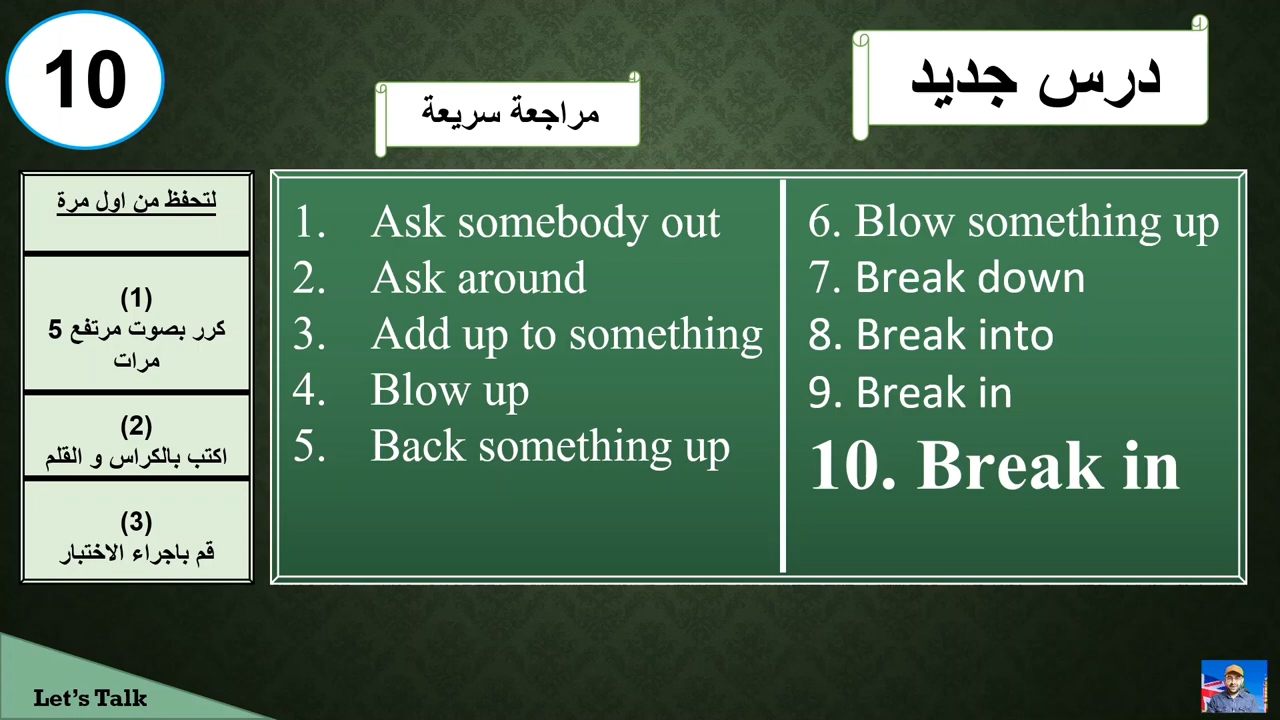 10
درس جديد
مراجعة سريعة
لتحفظ من اول مرة
(1)
كرر بصوت مرتفع 5
مرات
(2)
اكتب بالكراس و القلم
(3)
قم باجراء الاختبار
1. Ask somebody out
2. Ask around
3. Add up to something
4. Blow up
5. Back something up
6. Blow something up
7. Break down
8. Break into
9. Break in
10. Break in
Let's Talk